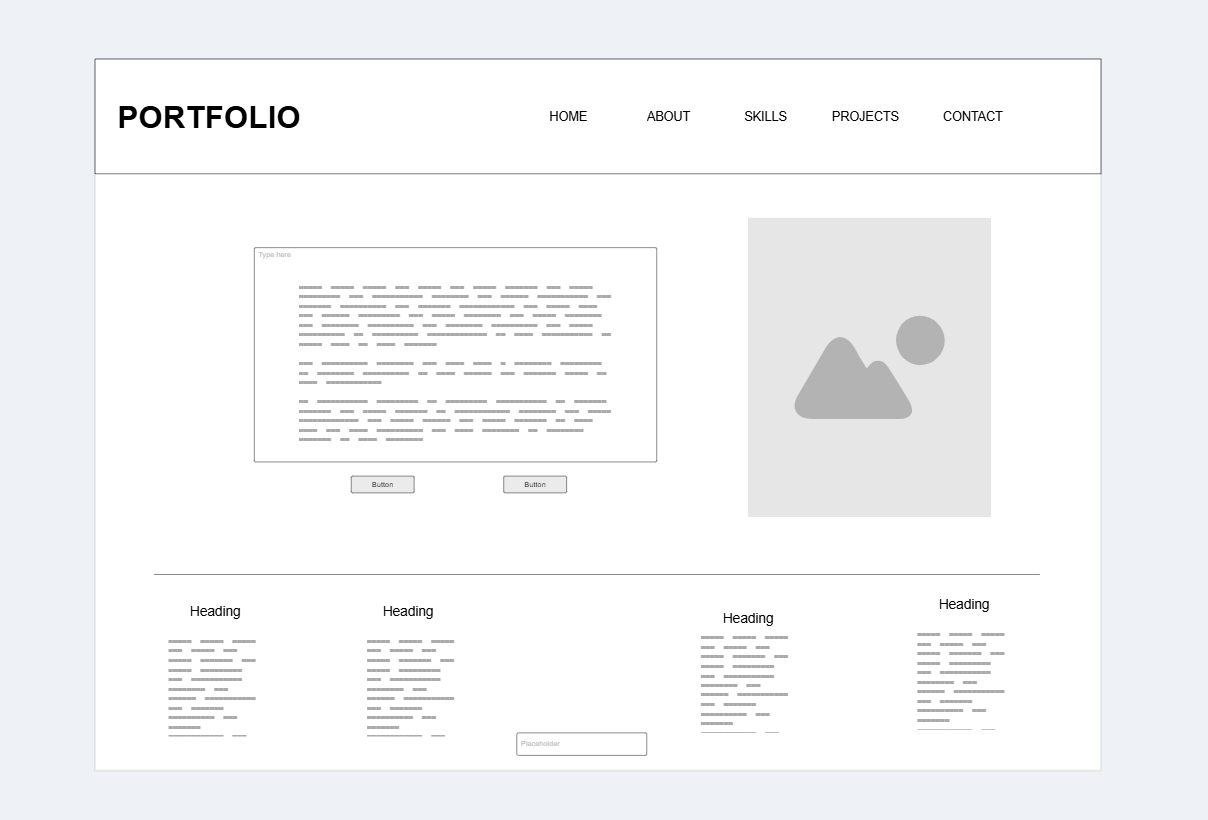 PORTFOLIO
HOME ABOUT SKILLS PROJECTS CONTACT
Type here
Button Button
Heading
Heading
Heading
Heading
Placeholder